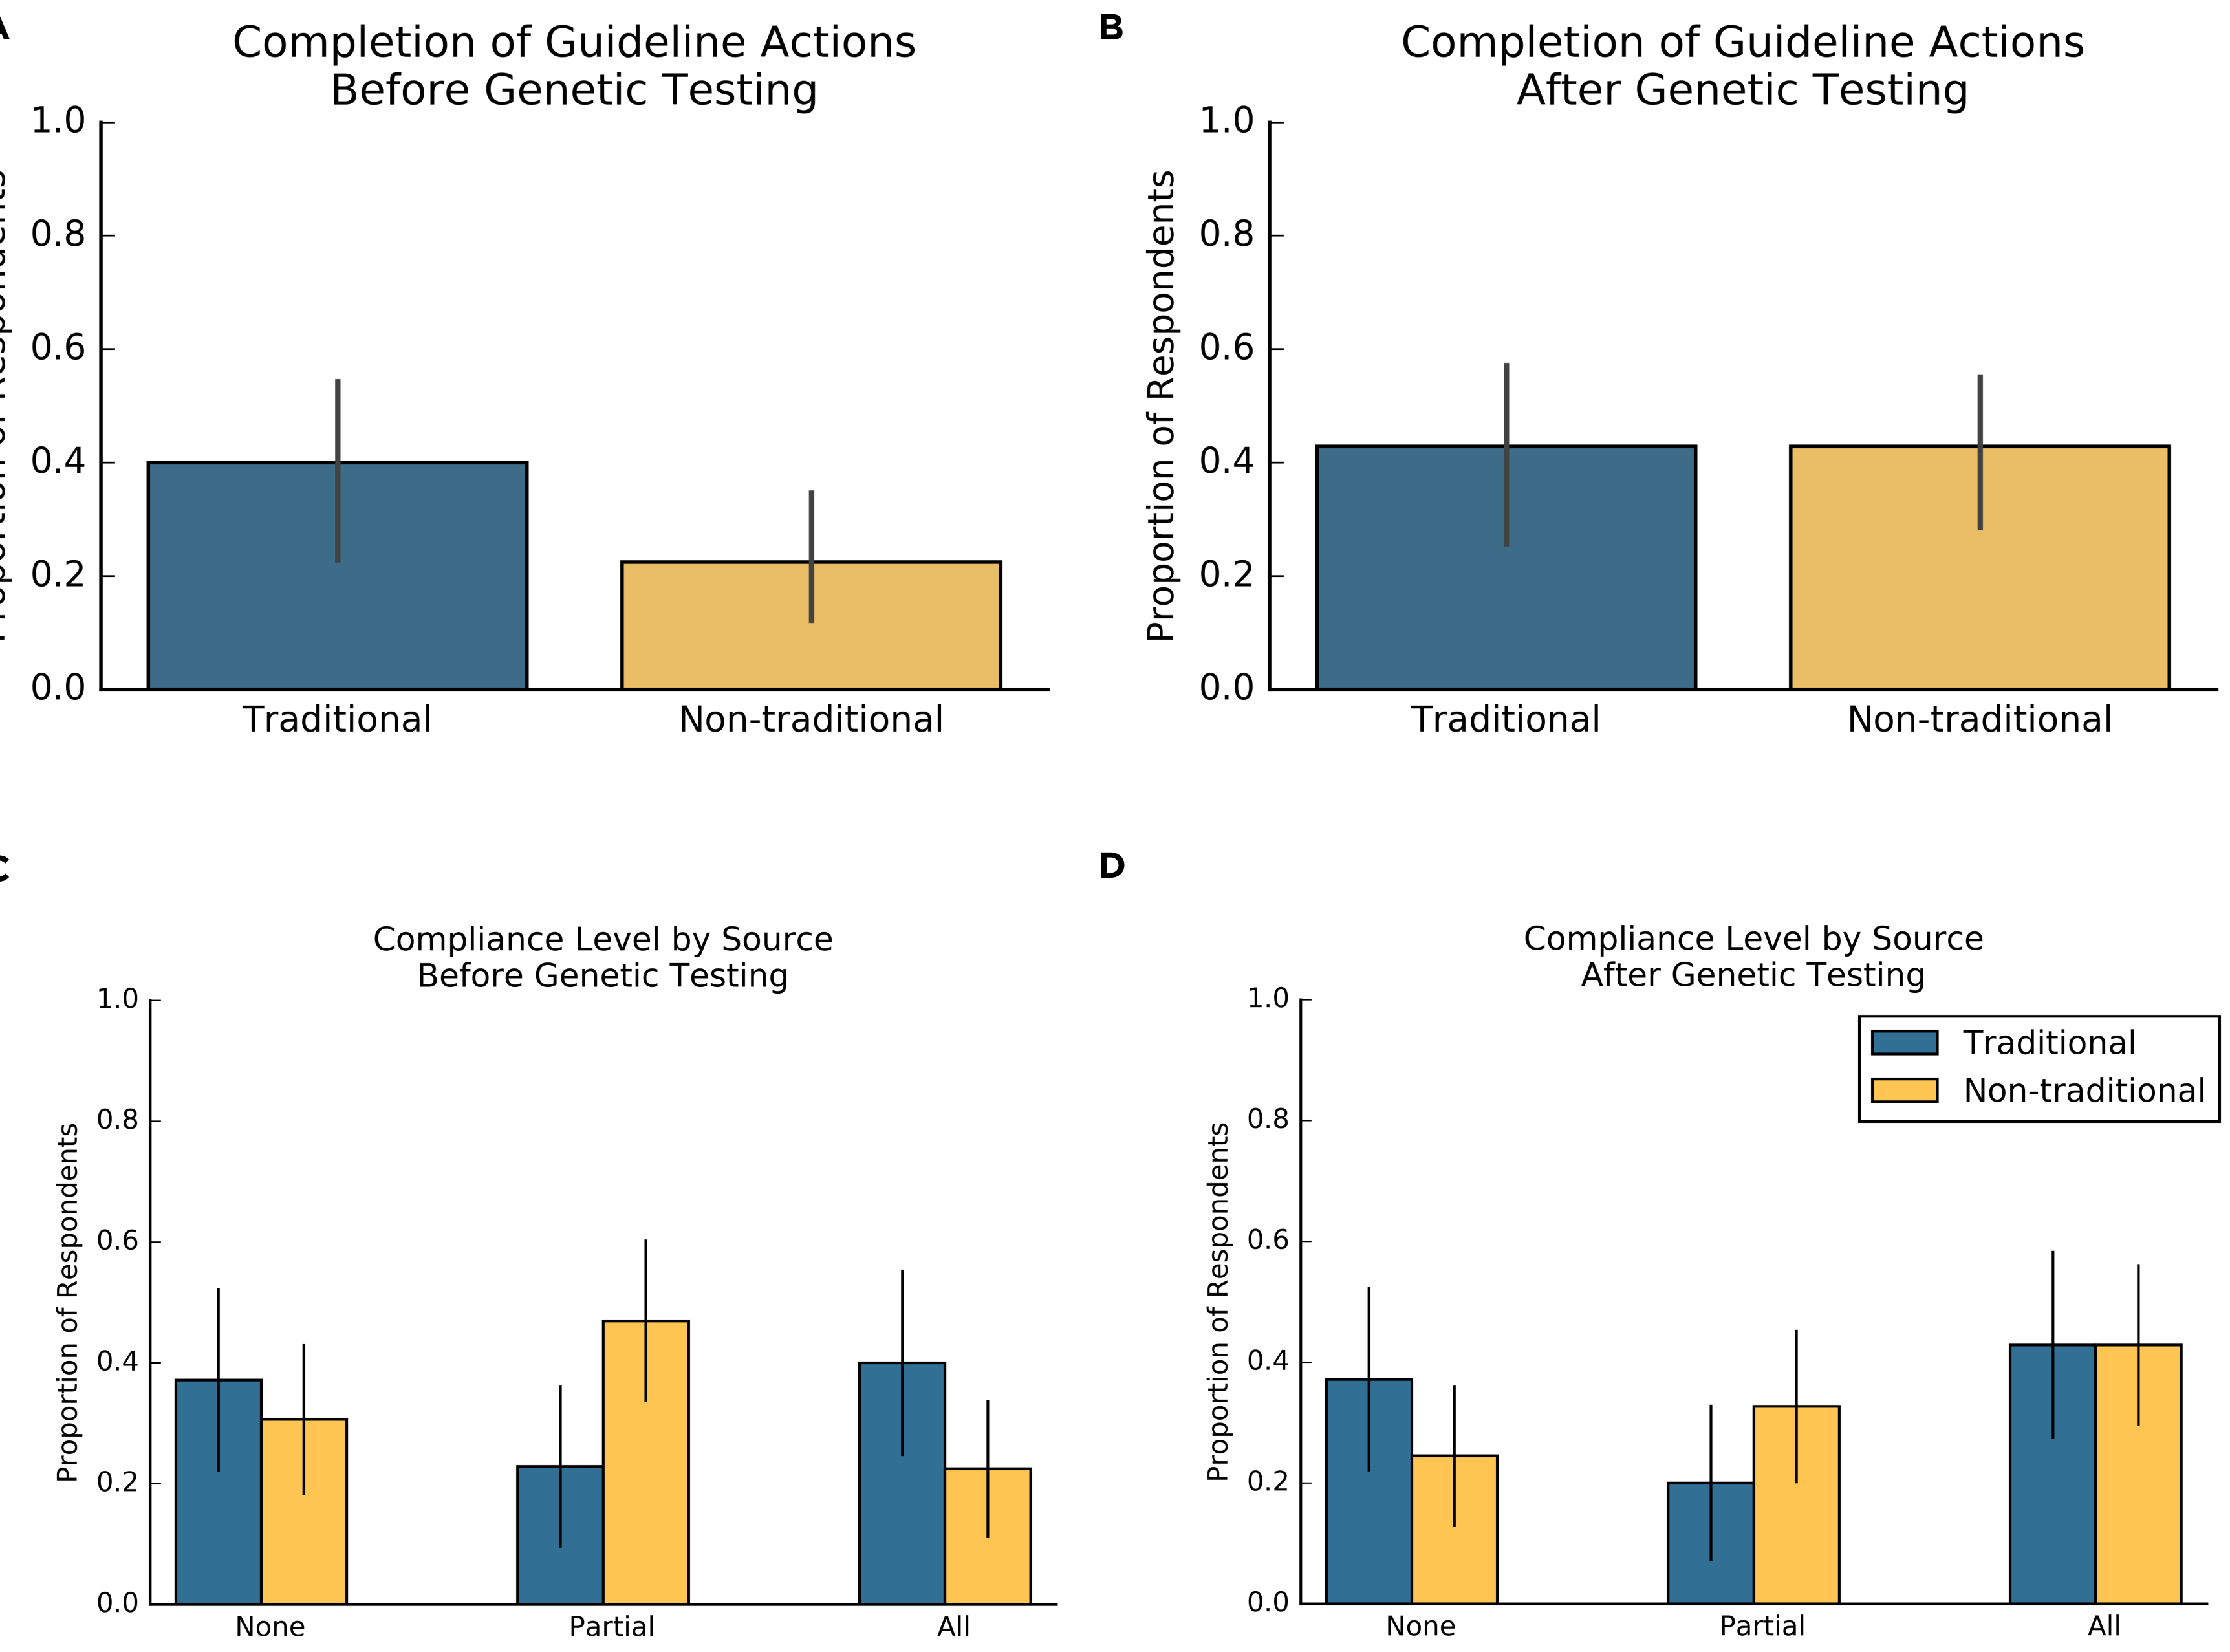 Completion of Guideline Actions
Before Genetic Testing
1.0
0.8
0.6
0.4
0.2
0.0
Traditional Non-traditional
B
Completion of Guideline Actions
After Genetic Testing
Proportion of Respondents
1.0
0.8
0.6
0.4
0.2
0.0
Traditional Non-traditional
Compliance Level by Source
Before Genetic Testing
Proportion of Respondents
1.0
0.8
0.6
0.4
0.2
0.0
None Partial All
D
Compliance Level by Source
After Genetic Testing
Proportion of Respondents
1.0
0.8
0.6
0.4
0.2
0.0
Traditional
Non-traditional
None Partial All